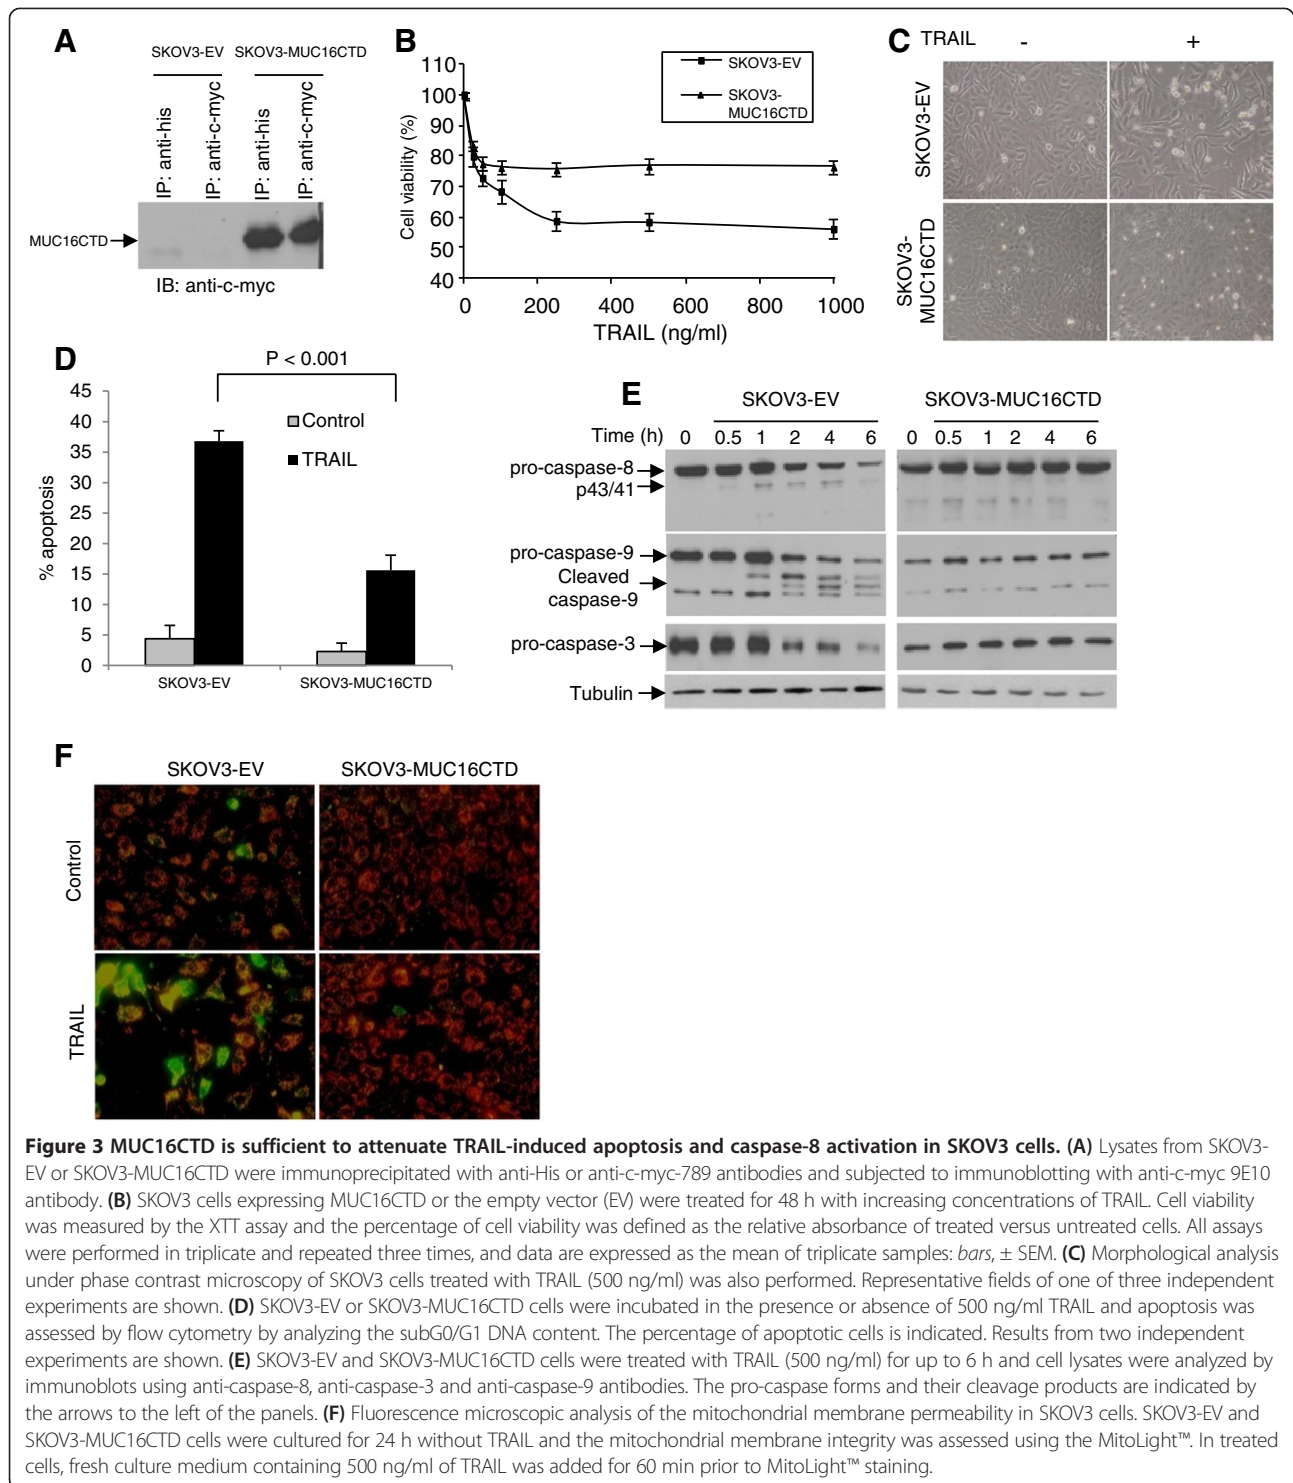 A
SKOV3-EV SKOV3-MUC16CTD
IP: anti-his
IP: anti-c-myc
IP: anti-his
IP: anti-c-myc
MUC16CTD
IB: anti-c-myc
B
SKOV3-EV
SKOV3-
MUC16CTD
110
100
90
80
70
60
50
40
Cell viability (%)
0 200 400 600 800 1000
TRAIL (ng/ml)
C
TRAIL - +
SKOV3-EV
SKOV3-
MUC16CTD
D
P < 0.001
Control
TRAIL
45
40
35
30
25
20
15
10
5
0
% apoptosis
SKOV3-EV SKOV3-MUC16CTD
E
SKOV3-EV SKOV3-MUC16CTD
Time (h) 0 0.5 1 2 4 6 0 0.5 1 2 4 6
pro-caspase-8
p43/41
pro-caspase-9
Cleaved
caspase-9
pro-caspase-3
Tubulin
F
SKOV3-EV SKOV3-MUC16CTD
Control
TRAIL
Figure 3 MUC16CTD is sufficient to attenuate TRAIL-induced apoptosis and caspase-8 activation in SKOV3 cells. (A) Lysates from SKOV3-
EV or SKOV3-MUC16CTD were immunoprecipitated with anti-His or anti-c-myc-789 antibodies and subjected to immunoblotting with anti-c-myc 9E10
antibody. (B) SKOV3 cells expressing MUC16CTD or the empty vector (EV) were treated for 48 h with increasing concentrations of TRAIL. Cell viability
was measured by the XTT assay and the percentage of cell viability was defined as the relative absorbance of treated versus untreated cells. All assays
were performed in triplicate and repeated three times, and data are expressed as the mean of triplicate samples: bars, ± SEM. (C) Morphological analysis
under phase contrast microscopy of SKOV3 cells treated with TRAIL (500 ng/ml) was also performed. Representative fields of one of three independent
experiments are shown. (D) SKOV3-EV or SKOV3-MUC16CTD cells were incubated in the presence or absence of 500 ng/ml TRAIL and apoptosis was
assessed by flow cytometry by analyzing the subG0/G1 DNA content. The percentage of apoptotic cells is indicated. Results from two independent
experiments are shown. (E) SKOV3-EV and SKOV3-MUC16CTD cells were treated with TRAIL (500 ng/ml) for up to 6 h and cell lysates were analyzed by
immunoblots using anti-caspase-8, anti-caspase-3 and anti-caspase-9 antibodies. The pro-caspase forms and their cleavage products are indicated by
the arrows to the left of the panels. (F) Fluorescence microscopic analysis of the mitochondrial membrane permeability in SKOV3 cells. SKOV3-EV and
SKOV3-MUC16CTD cells were cultured for 24 h without TRAIL and the mitochondrial membrane integrity was assessed using the MitoLight™. In treated
cells, fresh culture medium containing 500 ng/ml of TRAIL was added for 60 min prior to MitoLight™ staining.